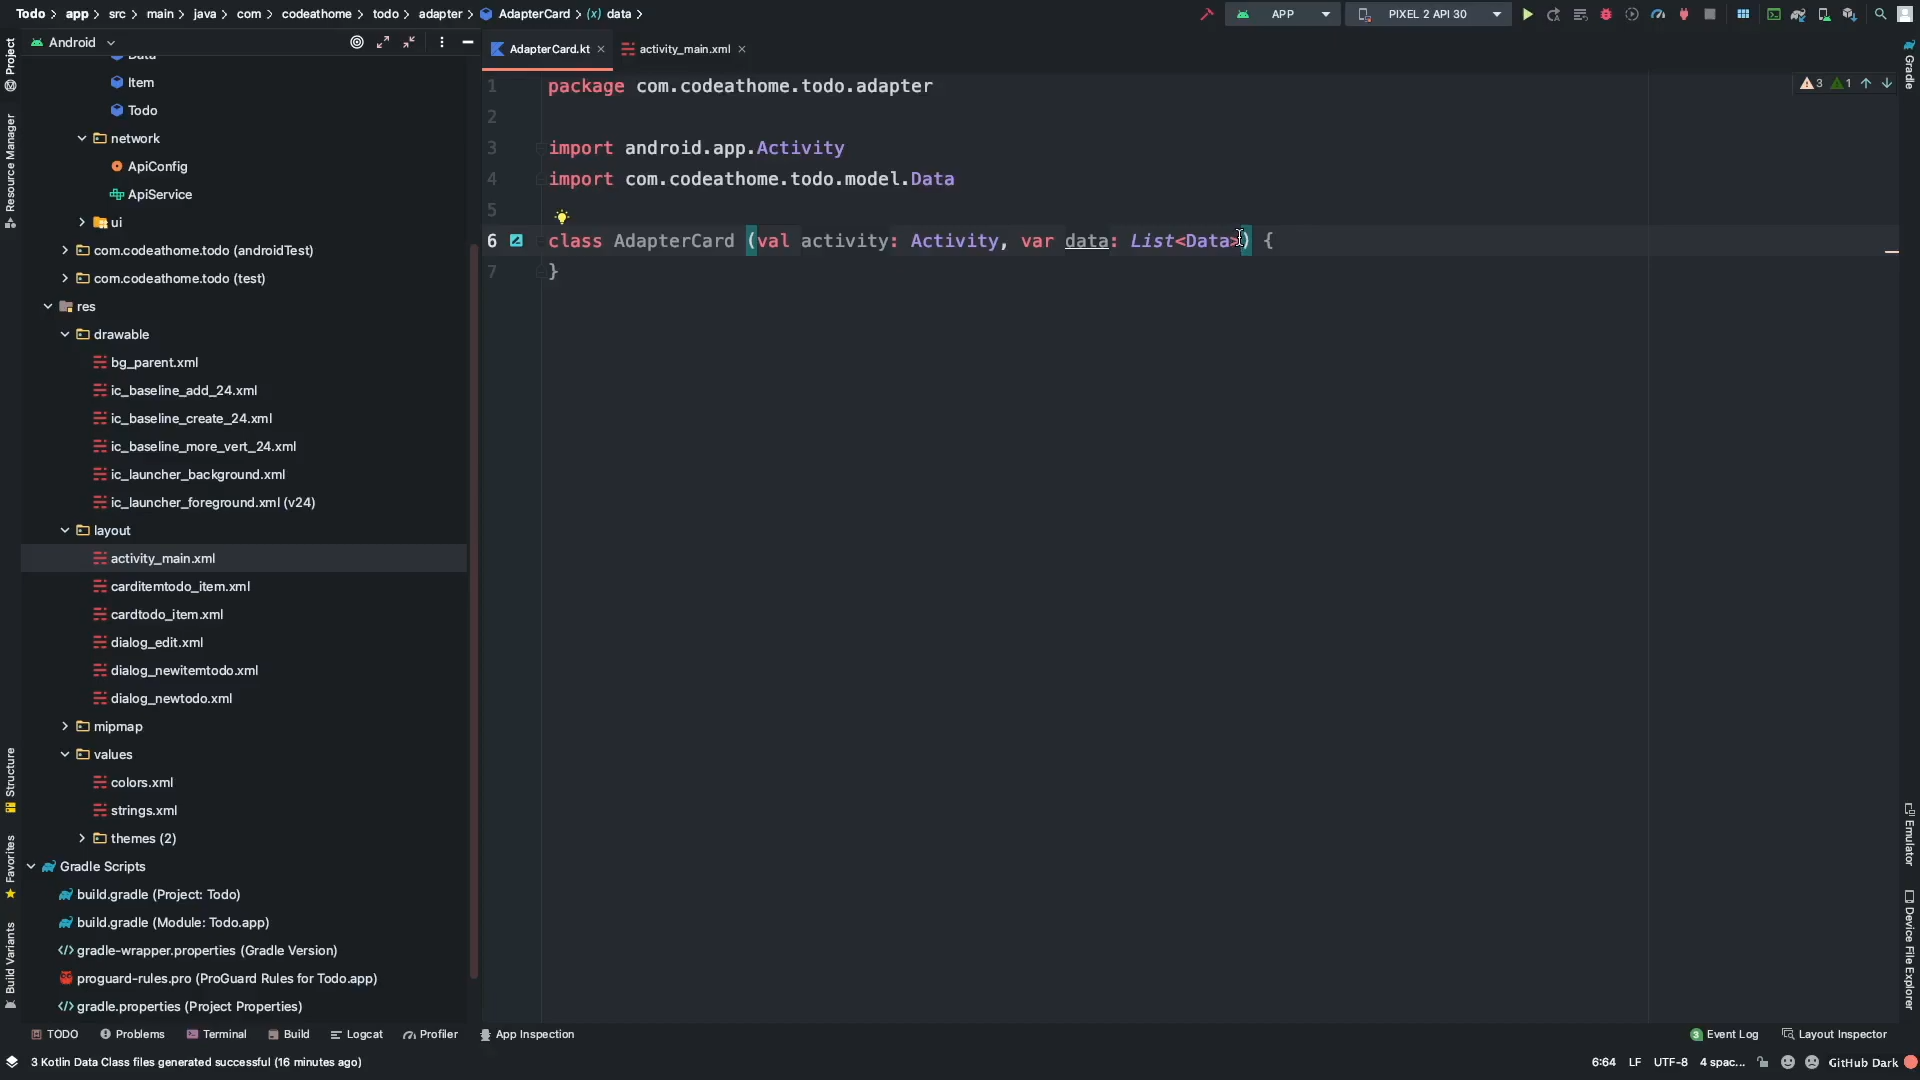 Todo app src main java com codeathome todo adapter AdapterCard (x) data
APP
PIXEL 2 API 30
Android
AdapterCard.kt
activity_main.xml
Project
Resource Manager
Structure
Favorites
Build Variants
Data
Item
Todo
network
ApiConfig
ApiService
ui
com.codeathome.todo (androidTest)
com.codeathome.todo (test)
res
drawable
bg_parent.xml
ic_baseline_add_24.xml
ic_baseline_create_24.xml
ic_baseline_more_vert_24.xml
ic_launcher_background.xml
ic_launcher_foreground.xml (v24)
layout
activity_main.xml
carditemtodo_item.xml
cardtodo_item.xml
dialog_edit.xml
dialog_newitemtodo.xml
dialog_newtodo.xml
mipmap
values
colors.xml
strings.xml
themes (2)
Gradle Scripts
build.gradle (Project: Todo)
build.gradle (Module: Todo.app)
gradle-wrapper.properties (Gradle Version)
proguard-rules.pro (ProGuard Rules for Todo.app)
gradle.properties (Project Properties)
1 package com.codeathome.todo.adapter
2
3 import android.app.Activity
4 import com.codeathome.todo.model.Data
5
6 class AdapterCard (val activity: Activity, var data: List<Data>) {
7 }
3 1
Gradle
Emulator
Device File Explorer
TODO Problems Terminal Build Logcat Profiler App Inspection
3 Event Log Layout Inspector
3 Kotlin Data Class files generated successful (16 minutes ago)
6:64 LF UTF-8 4 spac... GitHub Dark